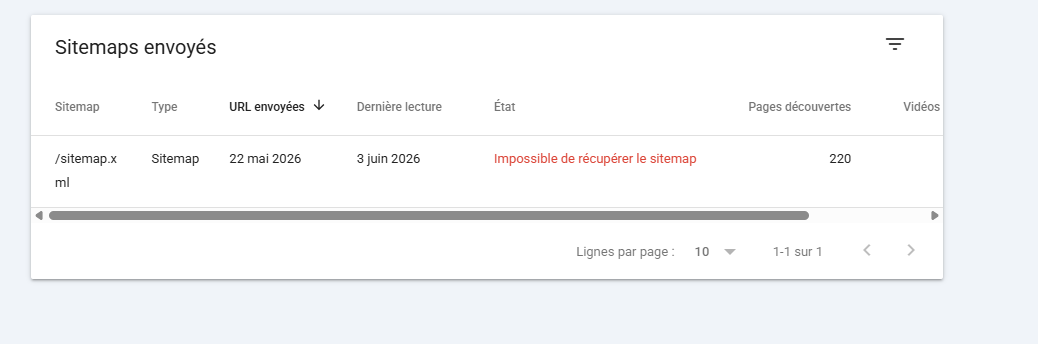 Sitemaps envoyés
Sitemap Type URL envoyées Dernière lecture État Pages découvertes Vidéos
/sitemap.x Sitemap 22 mai 2026 3 juin 2026 Impossible de récupérer le sitemap 220
ml
Lignes par page : 10 1-1 sur 1